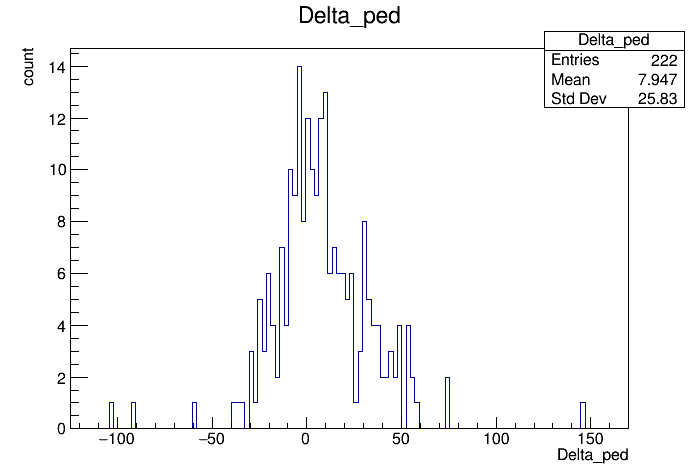 Delta_ped
Delta_ped
Entries 222
Mean 7.947
Std Dev 25.83
count
14
12
10
8
6
4
2
0
−100 −50 0 50 100 150
Delta_ped